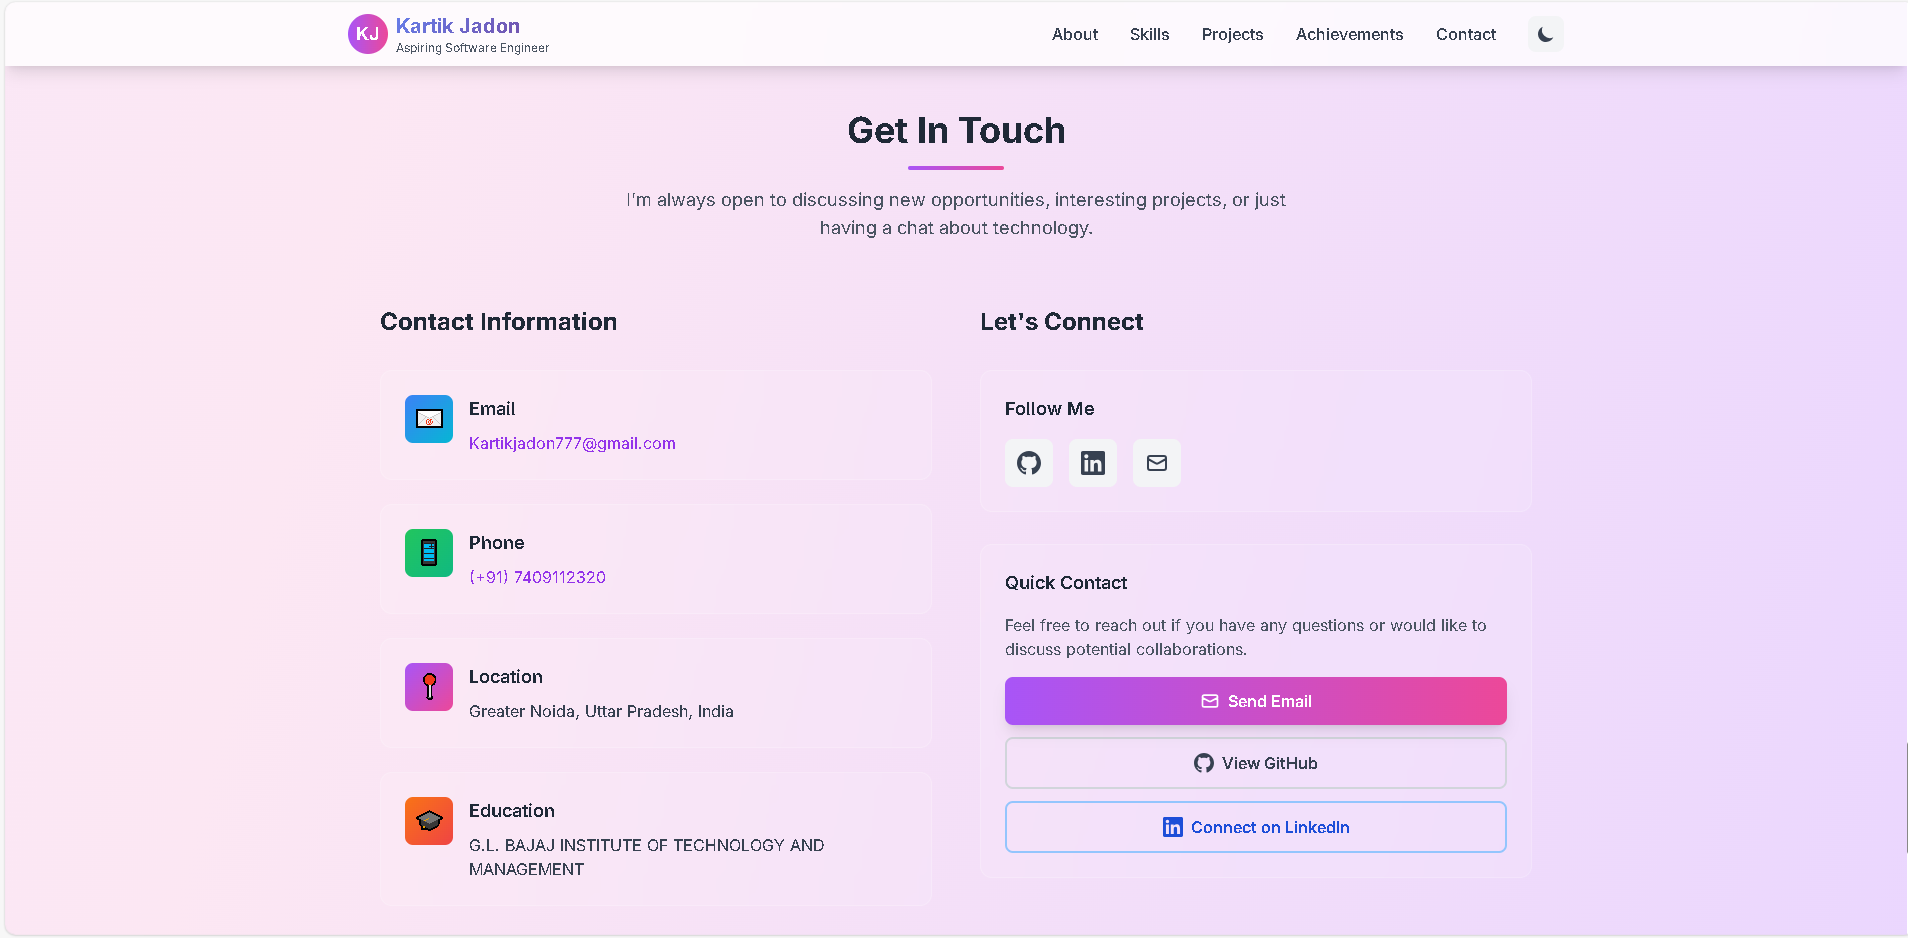 KJ
Kartik Jadon
Aspiring Software Engineer
About
Skills
Projects
Achievements
Contact
Get In Touch
I'm always open to discussing new opportunities, interesting projects, or just
having a chat about technology.
Contact Information
Email
Kartikjadon777@gmail.com
Phone
(+91) 7409112320
Location
Greater Noida, Uttar Pradesh, India
Education
G.L. BAJAJ INSTITUTE OF TECHNOLOGY AND
MANAGEMENT
Let's Connect
Follow Me
Quick Contact
Feel free to reach out if you have any questions or would like to
discuss potential collaborations.
Send Email
View GitHub
Connect on LinkedIn